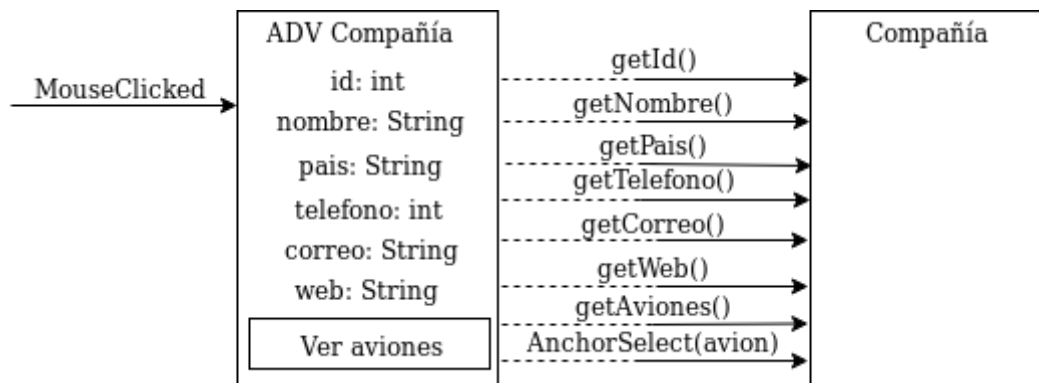 ADV Compañía
Compañía
MouseClicked
id: int
nombre: String
pais: String
telefono: int
correo: String
web: String
Ver aviones
getId()
getNombre()
getPais()
getTelefono()
getCorreo()
getWeb()
getAviones()
AnchorSelect(avion)